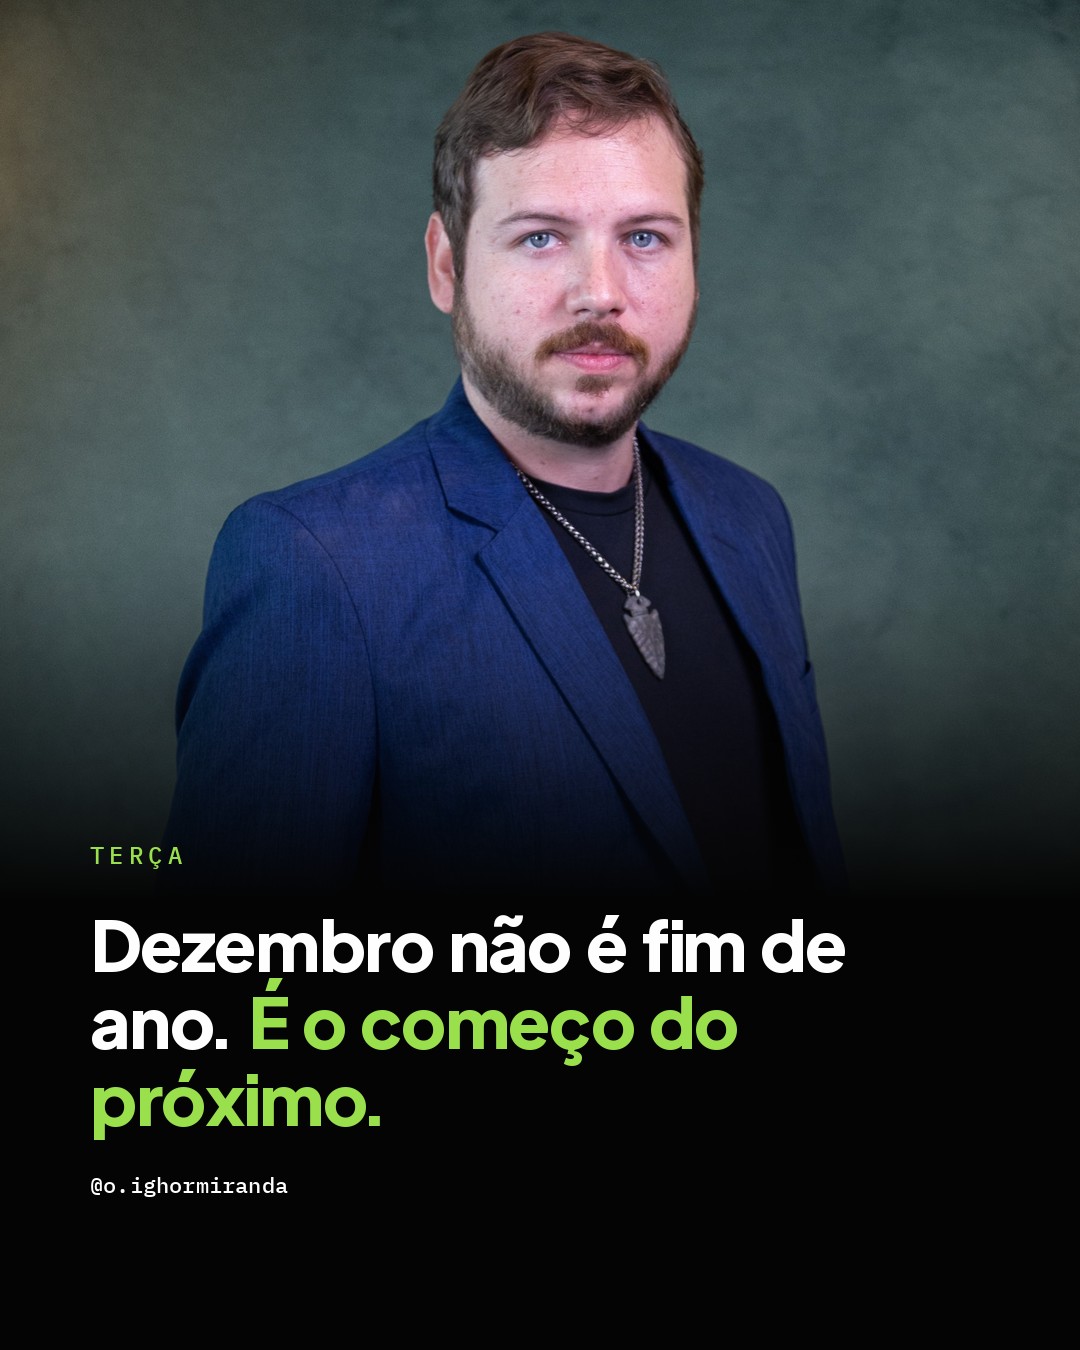 TERÇA
Dezembro não é fim de
ano. É o começo do
próximo.
@o.ighormiranda